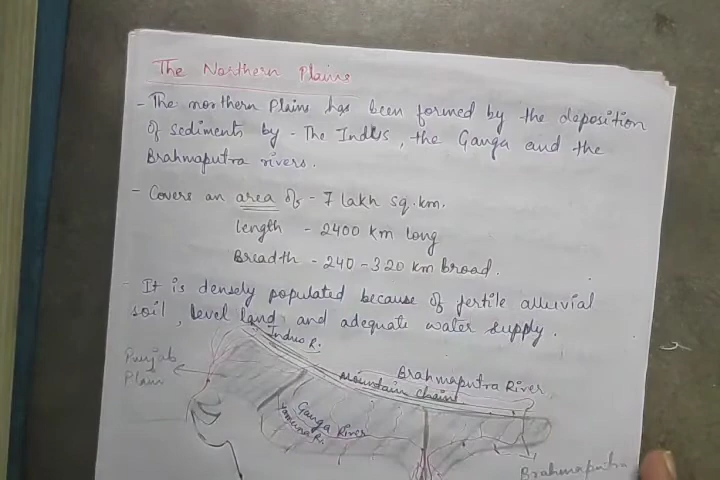 The Northern Plains
- The northern Plains has been formed by the deposition
of sediments by - The Indus, the Ganga and the
Brahmaputra rivers.
- Covers an area of - 7 lakh sq.km.
length - 2400 km long
Breadth - 240 - 320 km broad.
- It is densely populated because of fertile alluvial
soil, level land and adequate water supply.
Indus R.
Punjab
Plain
Brahmaputra River
Mountain chain
Ganga River
Yamuna R.
Brahmaputra